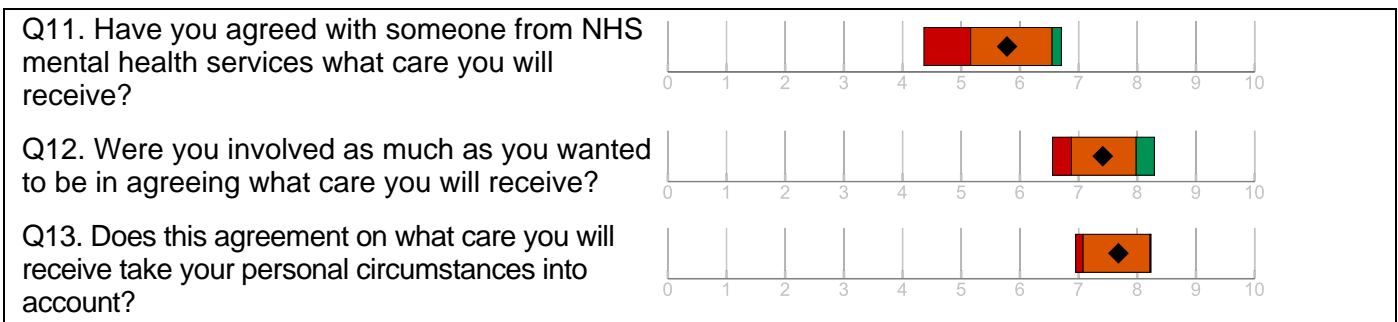 Q11. Have you agreed with someone from NHS
mental health services what care you will
receive?
0 1 2 3 4 5 6 7 8 9 10
Q12. Were you involved as much as you wanted
to be in agreeing what care you will receive?
0 1 2 3 4 5 6 7 8 9 10
Q13. Does this agreement on what care you will
receive take your personal circumstances into
account?
0 1 2 3 4 5 6 7 8 9 10